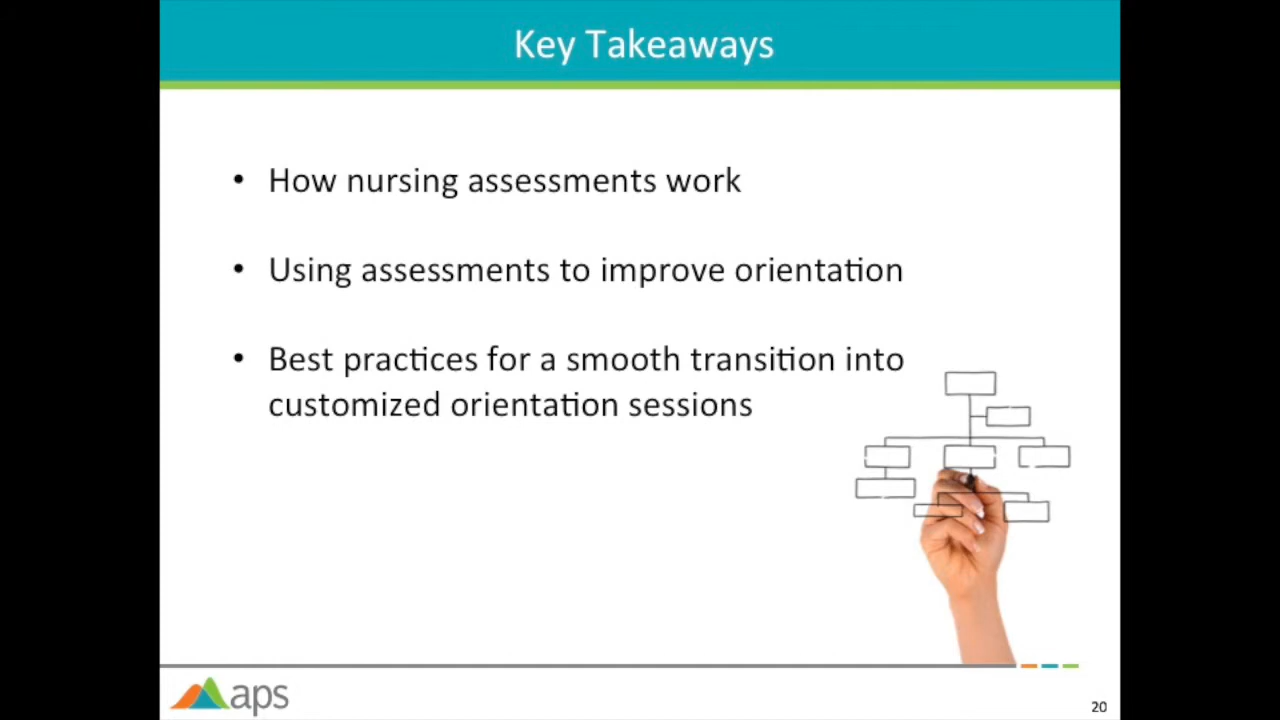 Key Takeaways
• How nursing assessments work
• Using assessments to improve orientation
• Best practices for a smooth transition into
customized orientation sessions
aps
20